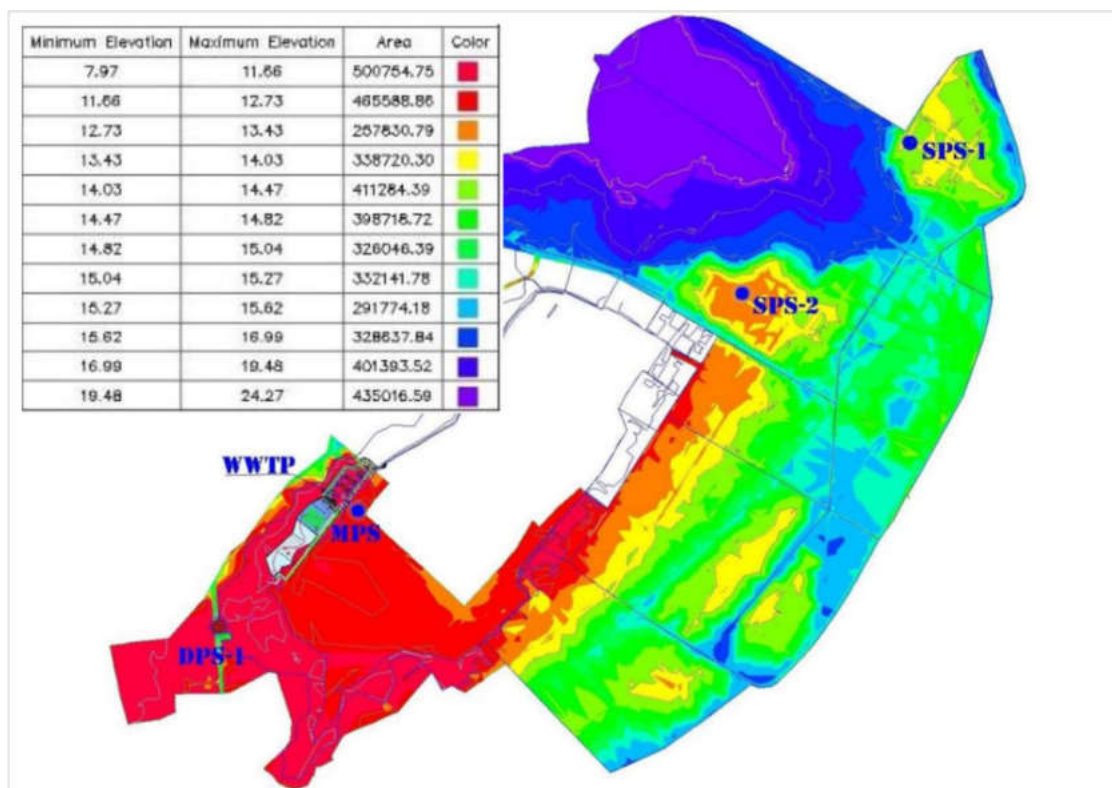 Minimum Elevation Maximum Elevation Area Color
7.97 11.66 500754.75
11.66 12.73 465588.86
12.73 13.43 267830.79
13.43 14.03 338720.30
14.03 14.47 411284.39
14.47 14.82 398718.72
14.82 15.04 326046.39
15.04 15.27 332141.78
15.27 15.62 291774.18
15.62 16.99 328637.84
16.99 19.48 401393.52
19.48 24.27 435016.59
SPS-1
SPS-2
WWTP
MPS
DPS-1